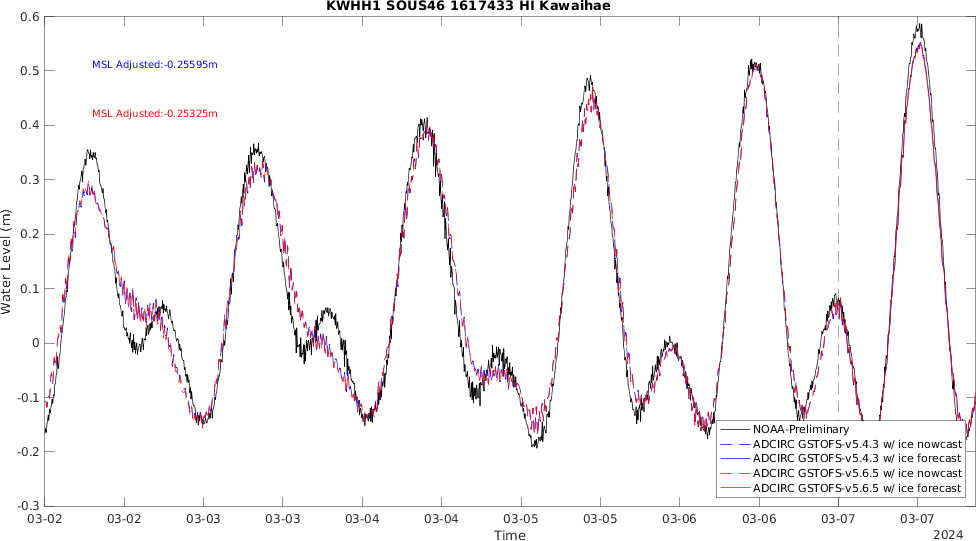 KWHH1 SOUS46 1617433 HI Kawaihae
MSL Adjusted:-0.25595m
MSL Adjusted:-0.25325m
Water Level (m)
0.6
0.5
0.4
0.3
0.2
0.1
0
-0.1
-0.2
-0.3
NOAA-Preliminary
ADCIRC GSTOFS-v5.4.3 w/ ice nowcast
ADCIRC GSTOFS-v5.4.3 w/ ice forecast
ADCIRC GSTOFS-v5.6.5 w/ ice nowcast
ADCIRC GSTOFS-v5.6.5 w/ ice forecast
03-02 03-02 03-03 03-03 03-04 03-04 03-05 03-05 03-06 03-06 03-07 03-07
Time
2024